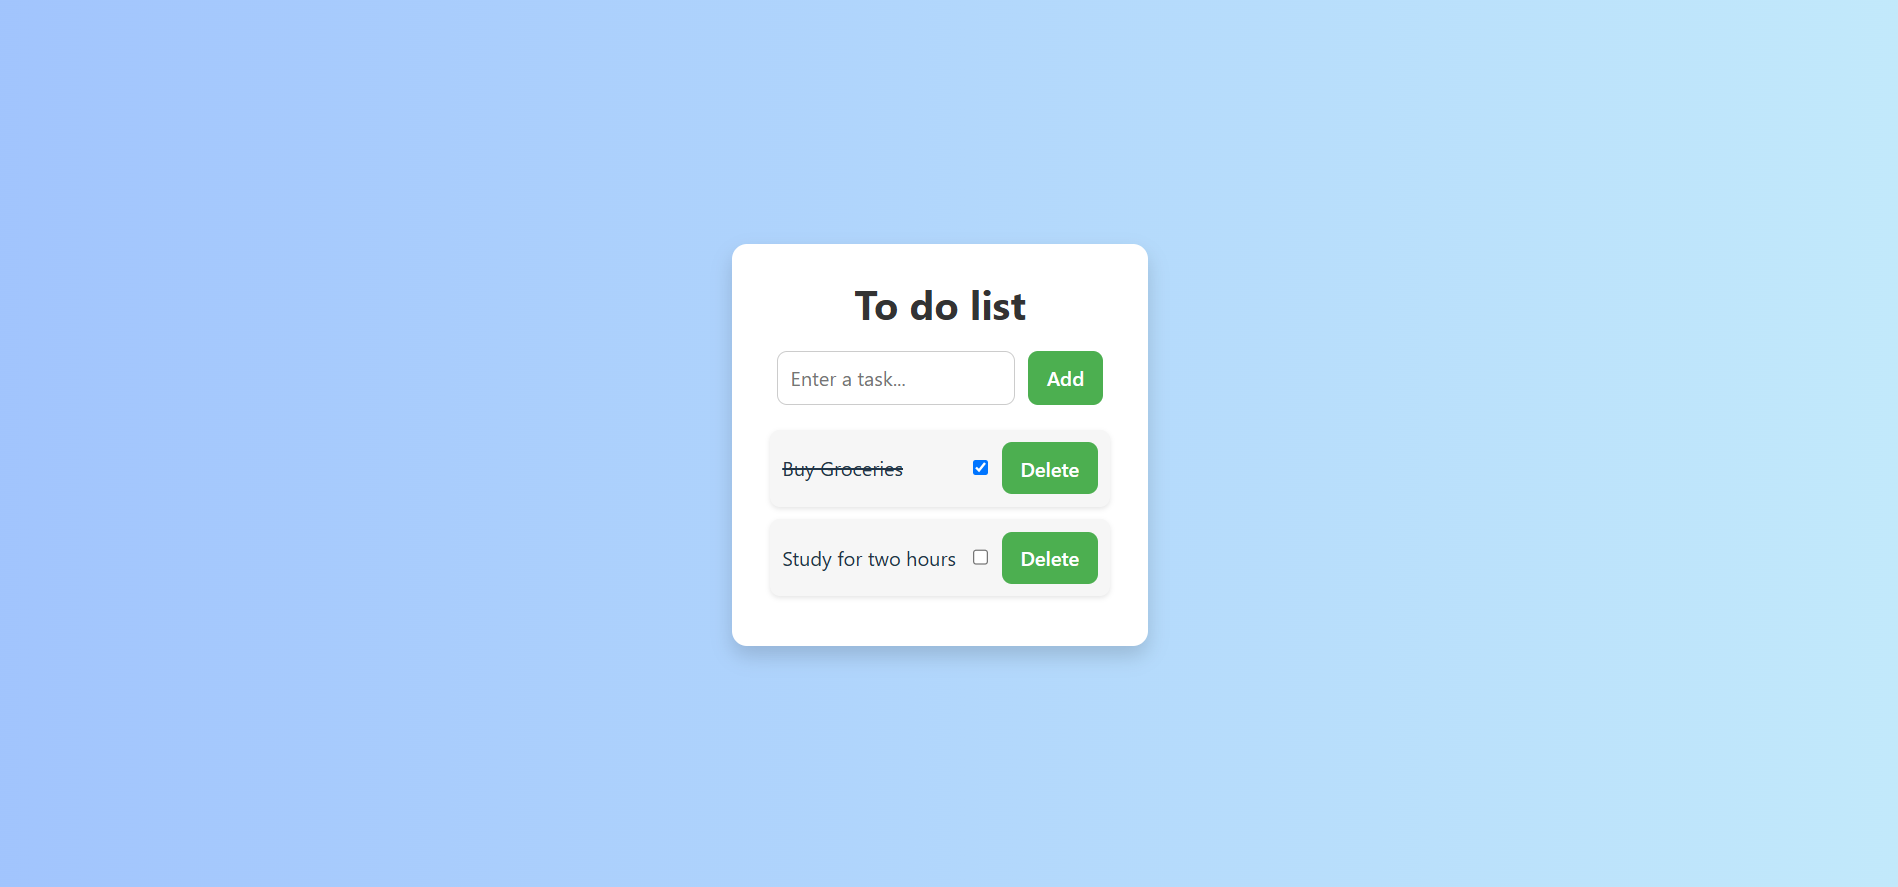 To do list
Enter a task...
Add
Buy Groceries
Delete
Study for two hours
Delete